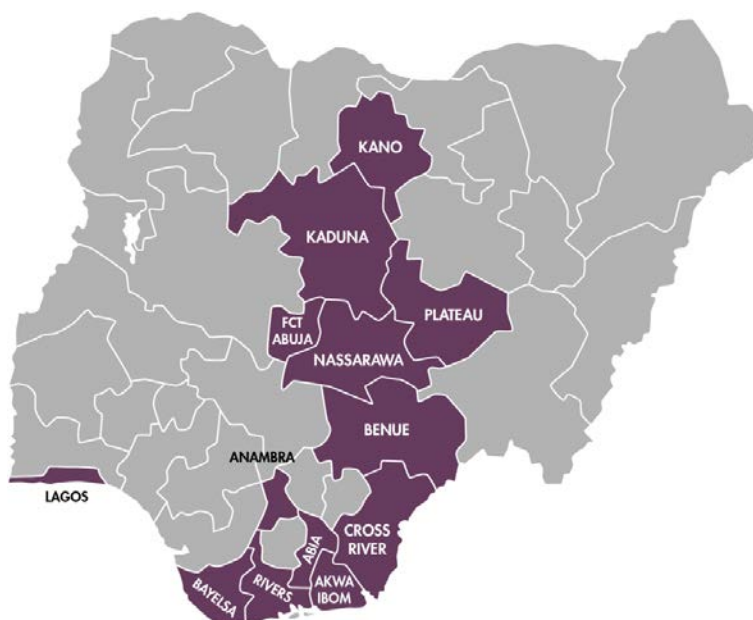 KANO
KADUNA
FCT
ABUJA
PLATEAU
NASSARAWA
BENUE
ANAMBRA
LAGOS
CROSS
RIVER
ABIA
AKWA
IBOM
RIVERS
BAYELSA